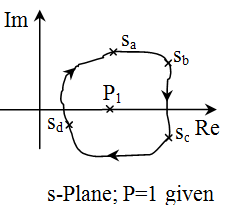 Im
s_a
s_b
P_1
s_d
s_c
Re
s-Plane; P=1 given